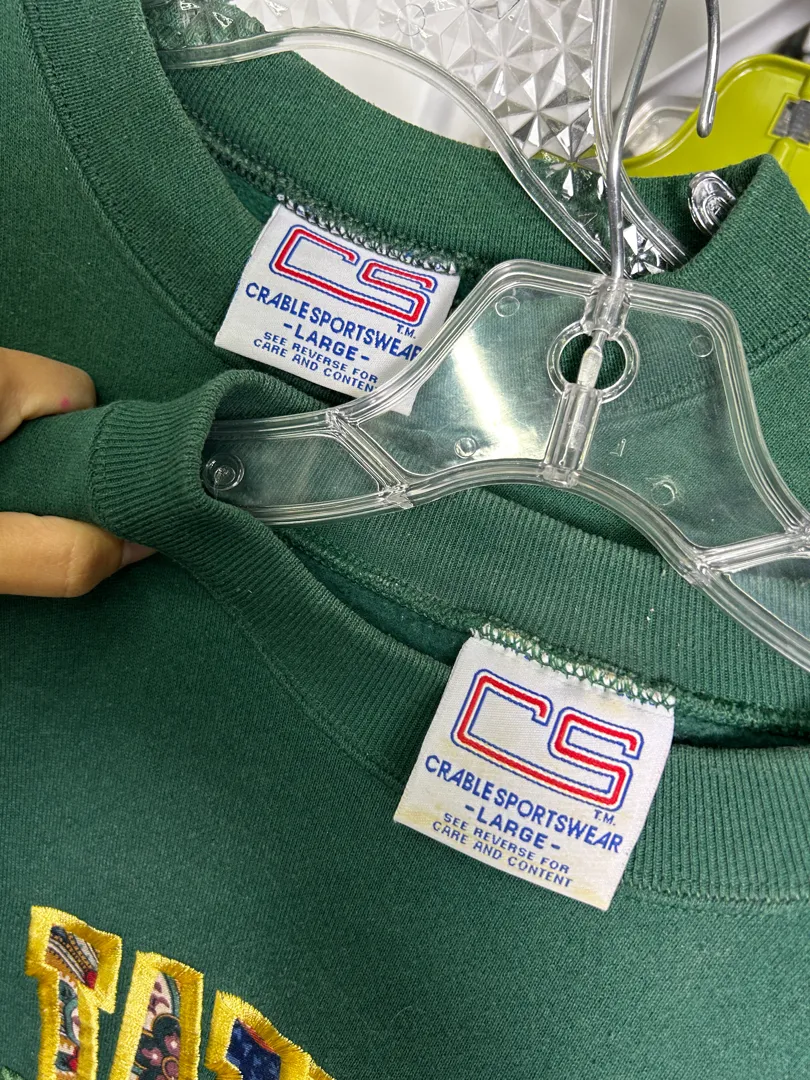 CS
T.M.
CRABLE SPORTSWEAR
-LARGE-
SEE REVERSE FOR
CARE AND CONTEN
CS
T.M.
CRABLE SPORTSWEAR
-LARGE-
SEE REVERSE FOR
CARE AND CONTENT